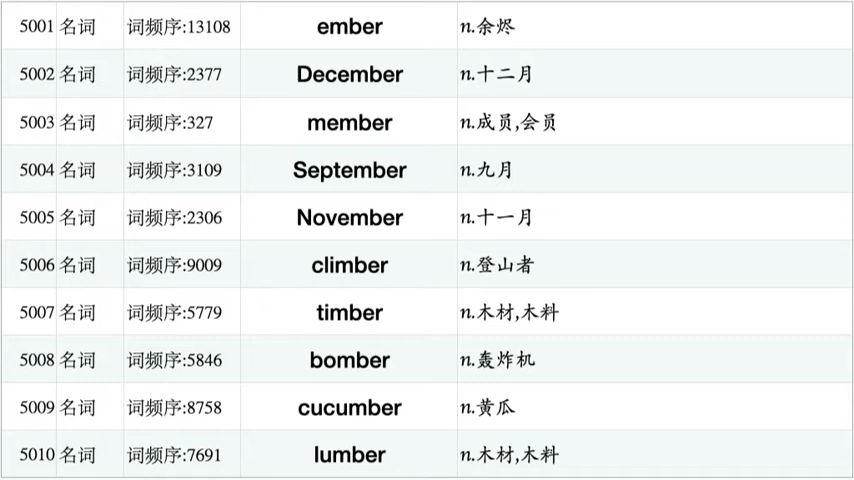 5001 名词 词频序:13108 ember n.余烬
5002 名词 词频序:2377 December n.十二月
5003 名词 词频序:327 member n.成员,会员
5004 名词 词频序:3109 September n.九月
5005 名词 词频序:2306 November n.十一月
5006 名词 词频序:9009 climber n.登山者
5007 名词 词频序:5779 timber n.木材,木料
5008 名词 词频序:5846 bomber n.轰炸机
5009 名词 词频序:8758 cucumber n.黄瓜
5010 名词 词频序:7691 lumber n.木材,木料